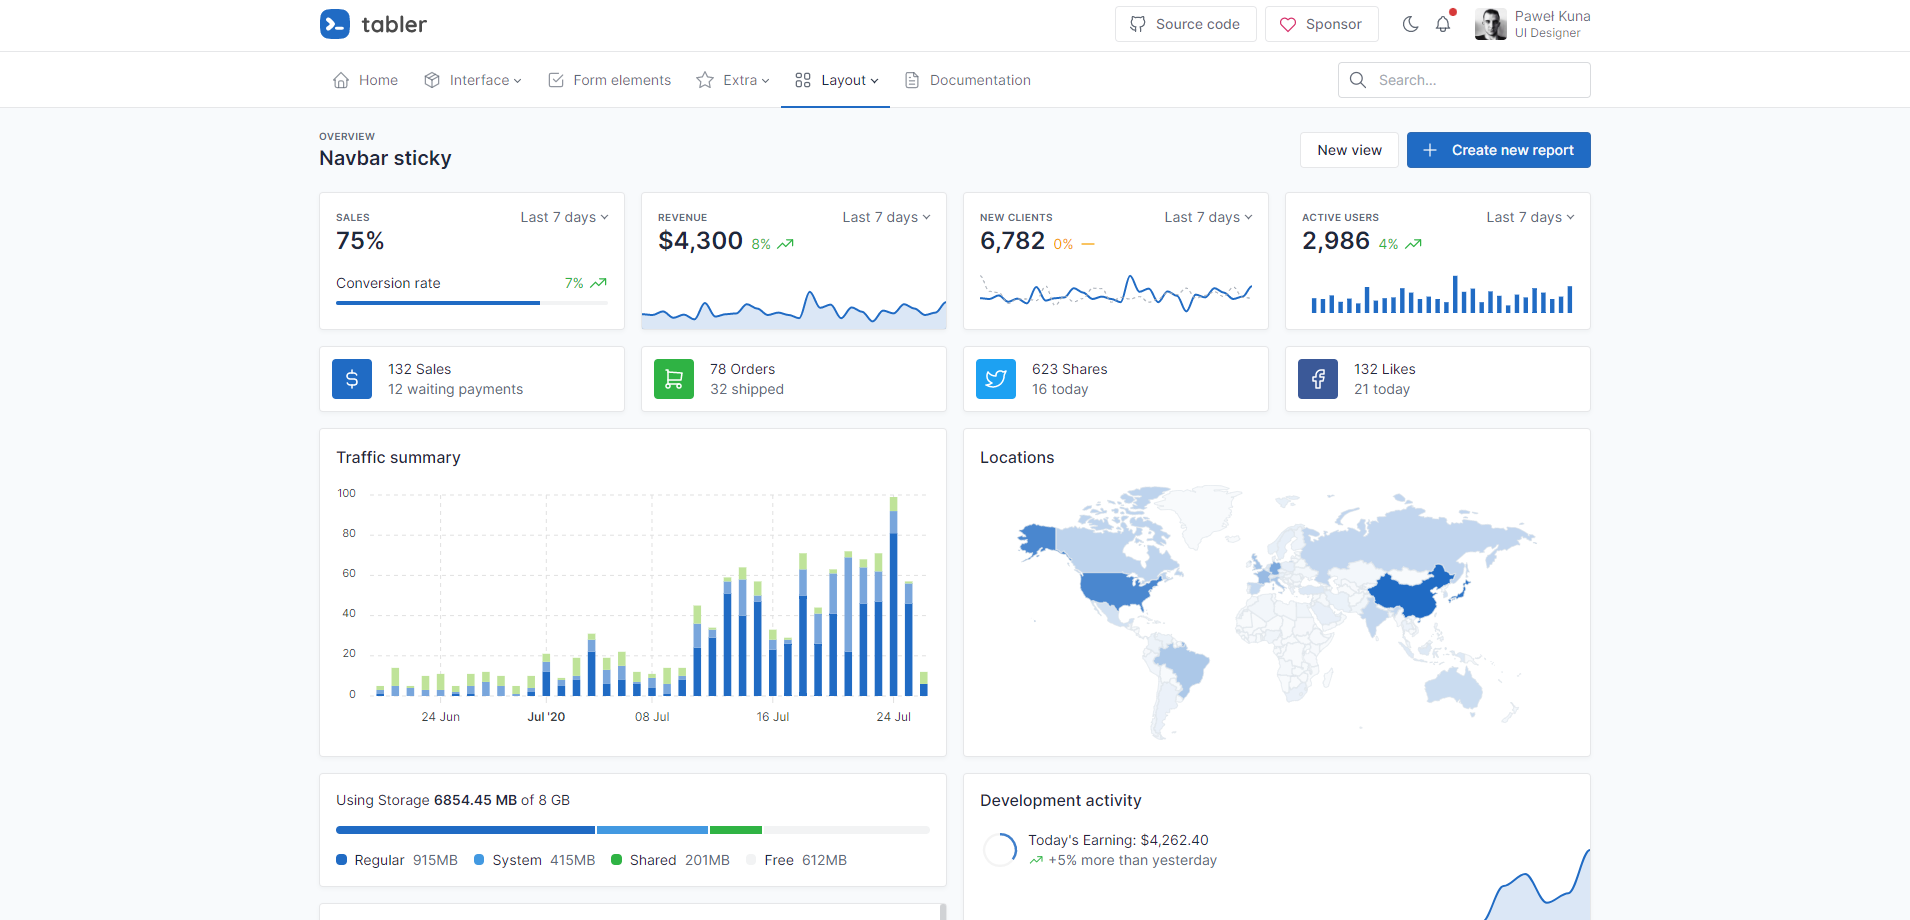 tabler
Source code
Sponsor
Paweł Kuna
UI Designer
Home
Interface
Form elements
Extra
Layout
Documentation
Search...
OVERVIEW
Navbar sticky
New view
Create new report
SALES
Last 7 days
75%
Conversion rate
7%
REVENUE
Last 7 days
$4,300 8%
NEW CLIENTS
Last 7 days
6,782 0%
ACTIVE USERS
Last 7 days
2,986 4%
132 Sales
12 waiting payments
78 Orders
32 shipped
623 Shares
16 today
132 Likes
21 today
Traffic summary
100
80
60
40
20
0
24 Jun
Jul '20
08 Jul
16 Jul
24 Jul
Locations
Using Storage 6854.45 MB of 8 GB
Regular 915MB
System 415MB
Shared 201MB
Free 612MB
Development activity
Today's Earning: $4,262.40
+5% more than yesterday